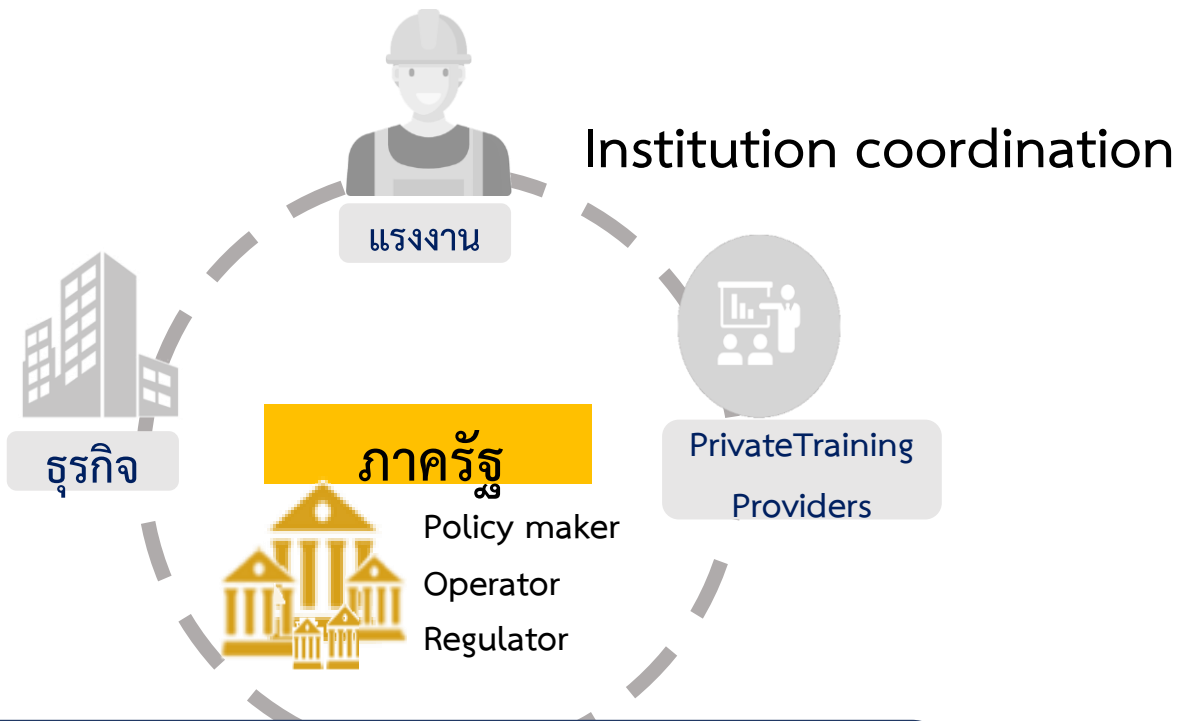 Institution coordination
แรงงาน
ธุรกิจ
ภาครัฐ
PrivateTraining
Providers
Policy maker
Operator
Regulator